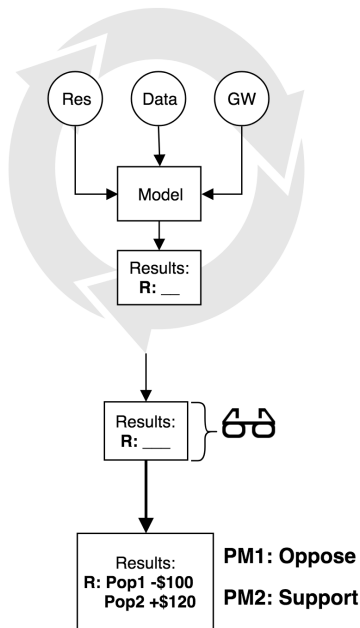 Res
Data
GW
Model
Results:
R: __
Results:
R: ___
Results:
R: Pop1 -$100
Pop2 +$120
PM1: Oppose
PM2: Support